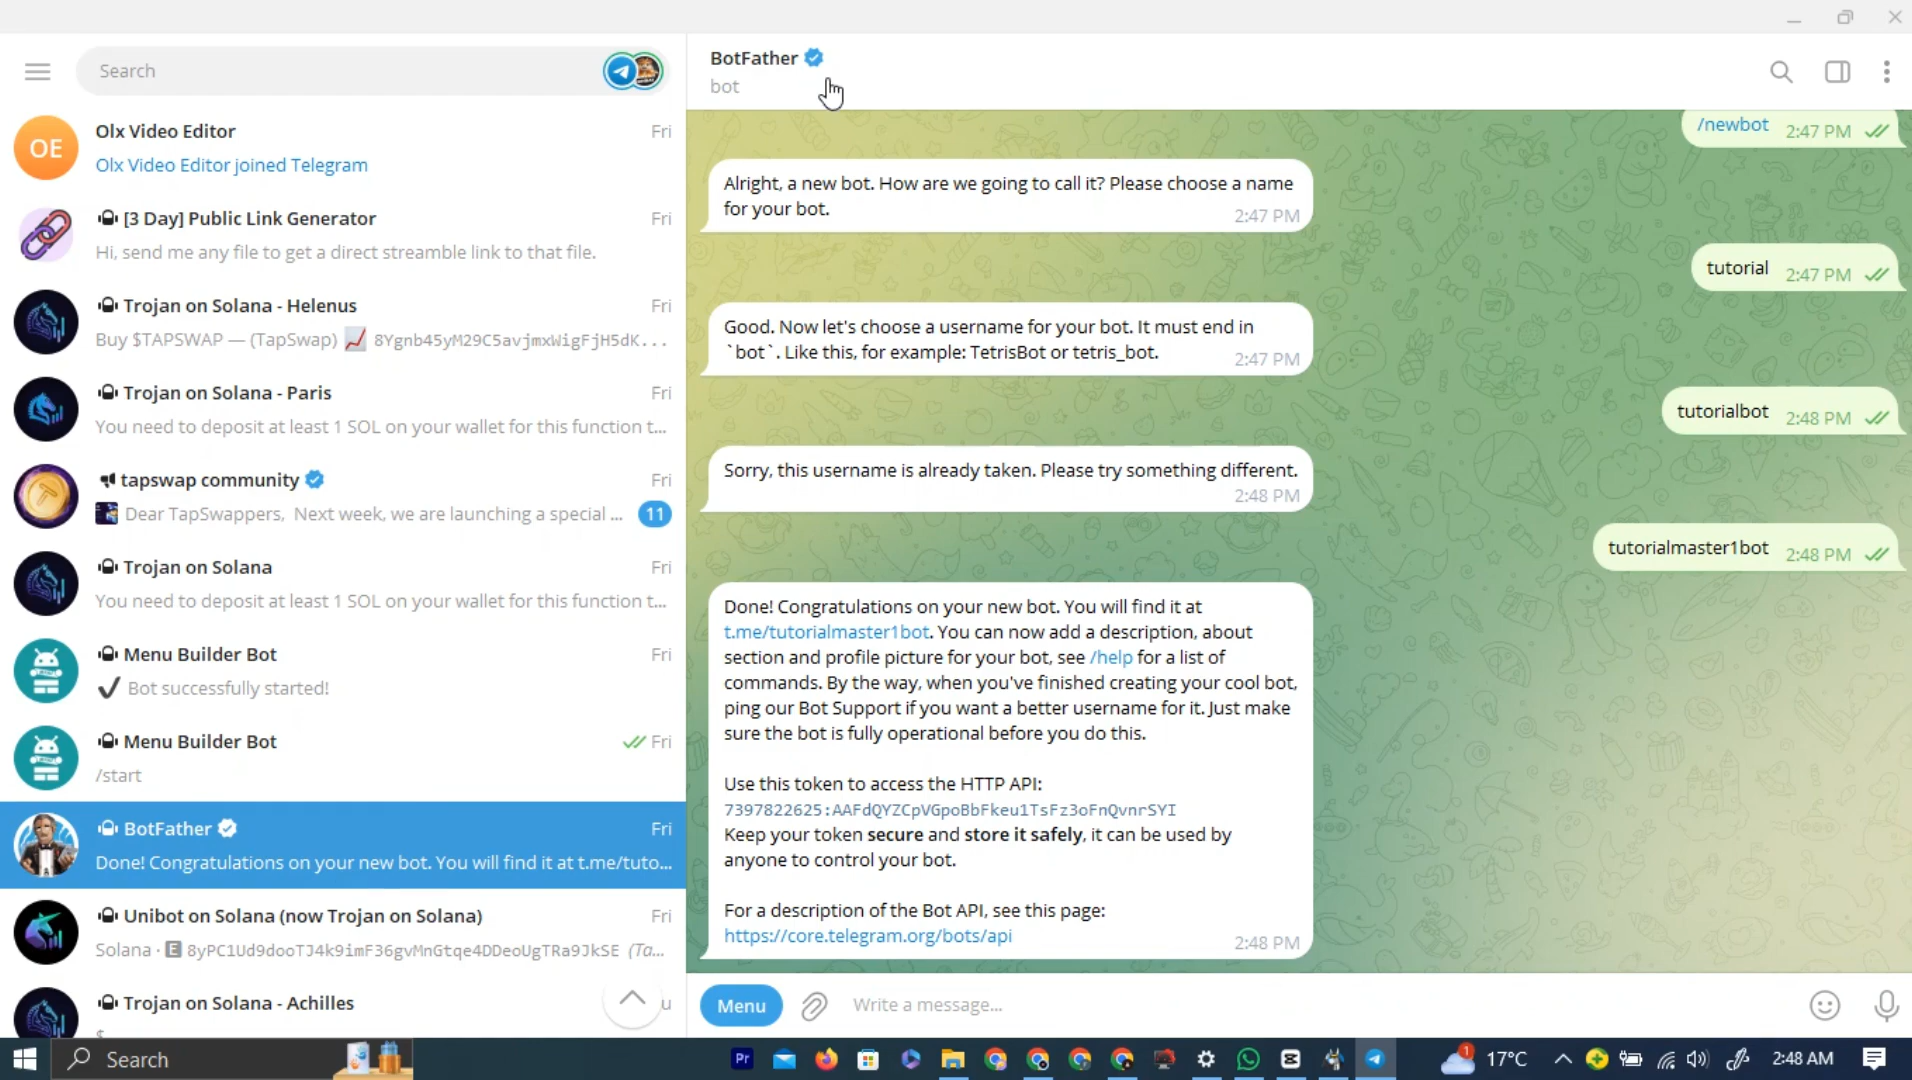 Search
OE
Olx Video Editor
Fri
Olx Video Editor joined Telegram
[3 Day] Public Link Generator
Fri
Hi, send me any file to get a direct streamble link to that file.
Trojan on Solana - Helenus
Fri
Buy $TAPSWAP — (TapSwap) 📈 8Ygnb45yM29C5avjmxWigFjH5dK...
Trojan on Solana - Paris
Fri
You need to deposit at least 1 SOL on your wallet for this function t...
tapswap community
Fri
Dear TapSwappers, Next week, we are launching a special ...
11
Trojan on Solana
Fri
You need to deposit at least 1 SOL on your wallet for this function t...
Menu Builder Bot
Fri
✔ Bot successfully started!
Menu Builder Bot
Fri
/start
BotFather
Fri
Done! Congratulations on your new bot. You will find it at t.me/tuto...
Unibot on Solana (now Trojan on Solana)
Fri
Solana · E 8yPC1Ud9dooTJ4k9imF36gvMnGtqe4DDeoUgTRa9JkSE (Ta...
Trojan on Solana - Achilles
BotFather
bot
/newbot 2:47 PM
Alright, a new bot. How are we going to call it? Please choose a name
for your bot.
2:47 PM
tutorial 2:47 PM
Good. Now let's choose a username for your bot. It must end in
`bot`. Like this, for example: TetrisBot or tetris_bot.
2:47 PM
tutorialbot 2:48 PM
Sorry, this username is already taken. Please try something different.
2:48 PM
tutorialmaster1bot 2:48 PM
Done! Congratulations on your new bot. You will find it at
t.me/tutorialmaster1bot. You can now add a description, about
section and profile picture for your bot, see /help for a list of
commands. By the way, when you've finished creating your cool bot,
ping our Bot Support if you want a better username for it. Just make
sure the bot is fully operational before you do this.
Use this token to access the HTTP API:
7397822625:AAFdQYZCpVGpoBbFkeu1TsFz3oFnQvnrSYI
Keep your token secure and store it safely, it can be used by
anyone to control your bot.
For a description of the Bot API, see this page:
https://core.telegram.org/bots/api
2:48 PM
Menu
Write a message...
Search
Pr
1
17°C
2:48 AM